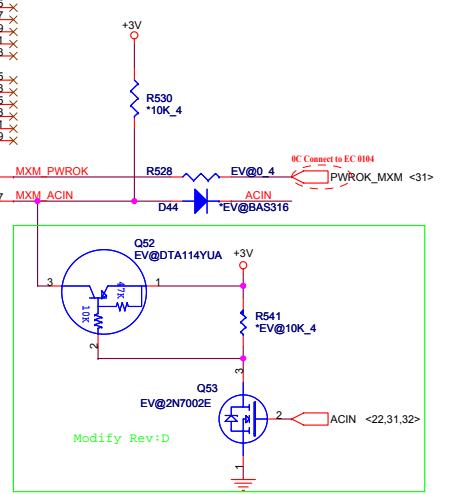 +3V
R530
*10K_4
0C Connect to EC 0104
MXM_PWROK
R528
EV@0_4
PWROK_MXM <31>
MXM_ACIN
D44
ACIN
*EV@BAS316
Q52
EV@DTA114YUA
+3V
3
47K
10K
1
2
R541
*EV@10K_4
Q53
EV@2N7002E
3
2
ACIN <22,31,32>
1
Modify Rev:D